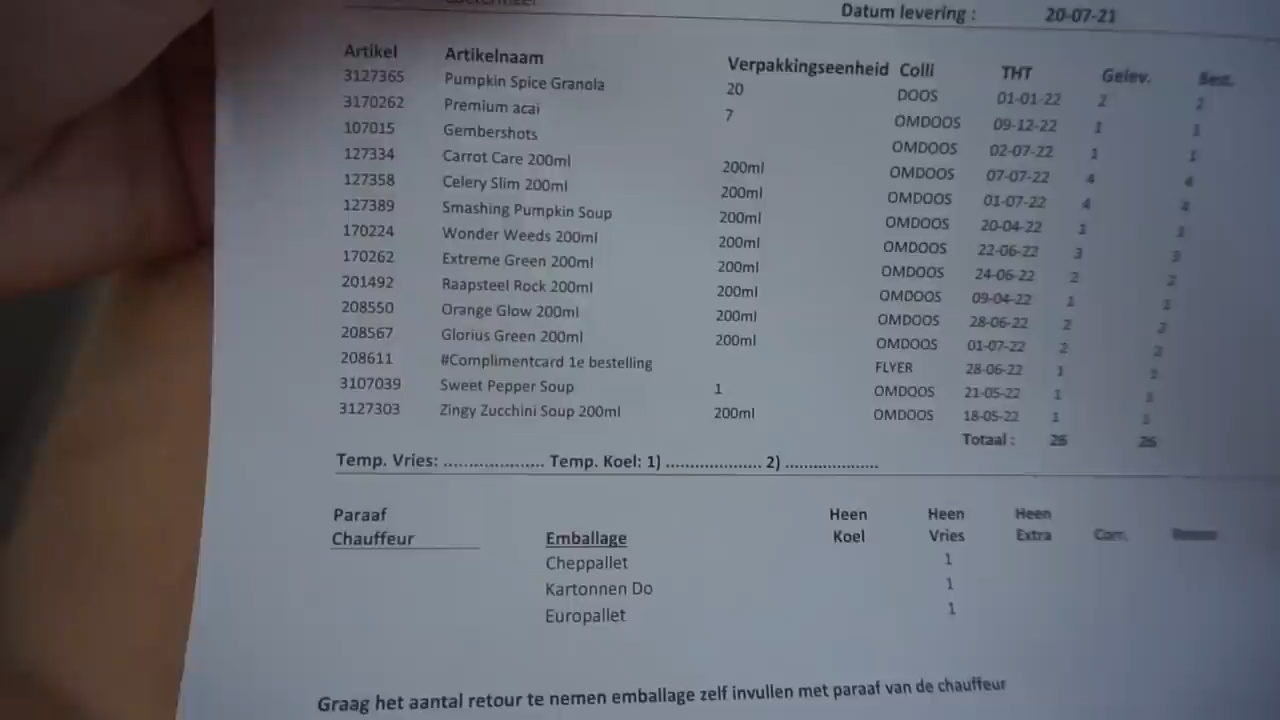 Datum levering : 20-07-21
Artikel Artikelnaam Verpakkingseenheid Colli THT Gelev. Best.
3127365 Pumpkin Spice Granola 20 DOOS 01-01-22 2 2
3170262 Premium acai 7 OMDOOS 09-12-22 1 1
107015 Gembershots OMDOOS 02-07-22 1 1
127334 Carrot Care 200ml 200ml OMDOOS 07-07-22 4 4
127358 Celery Slim 200ml 200ml OMDOOS 01-07-22 4 4
127389 Smashing Pumpkin Soup 200ml OMDOOS 20-04-22 1 1
170224 Wonder Weeds 200ml 200ml OMDOOS 22-06-22 3 3
170262 Extreme Green 200ml 200ml OMDOOS 24-06-22 2 2
201492 Raapsteel Rock 200ml 200ml OMDOOS 09-04-22 1 1
208550 Orange Glow 200ml 200ml OMDOOS 28-06-22 2 2
208567 Glorius Green 200ml 200ml OMDOOS 01-07-22 2 2
208611 #Complimentcard 1e bestelling FLYER 28-06-22 1
3107039 Sweet Pepper Soup 1 OMDOOS 21-05-22 1
3127303 Zingy Zucchini Soup 200ml 200ml OMDOOS 18-05-22 1
Totaal : 26 26
Temp. Vries: .................... Temp. Koel: 1) ................... 2) ...................
Paraaf Heen Heen Heen
Chauffeur Emballage Koel Vries Extra
Cheppallet 1
Kartonnen Do 1
Europallet 1
Graag het aantal retour te nemen emballage zelf invullen met paraaf van de chauffeur